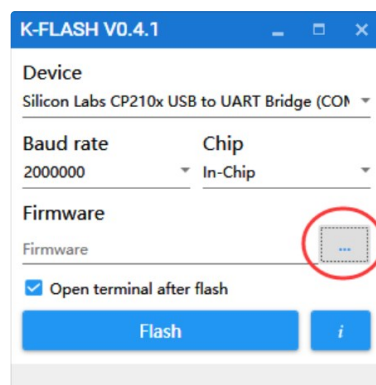 K-FLASH V0.4.1
Device
Silicon Labs CP210x USB to UART Bridge (COM
Baud rate Chip
2000000 In-Chip
Firmware
Firmware
...
Open terminal after flash
Flash i